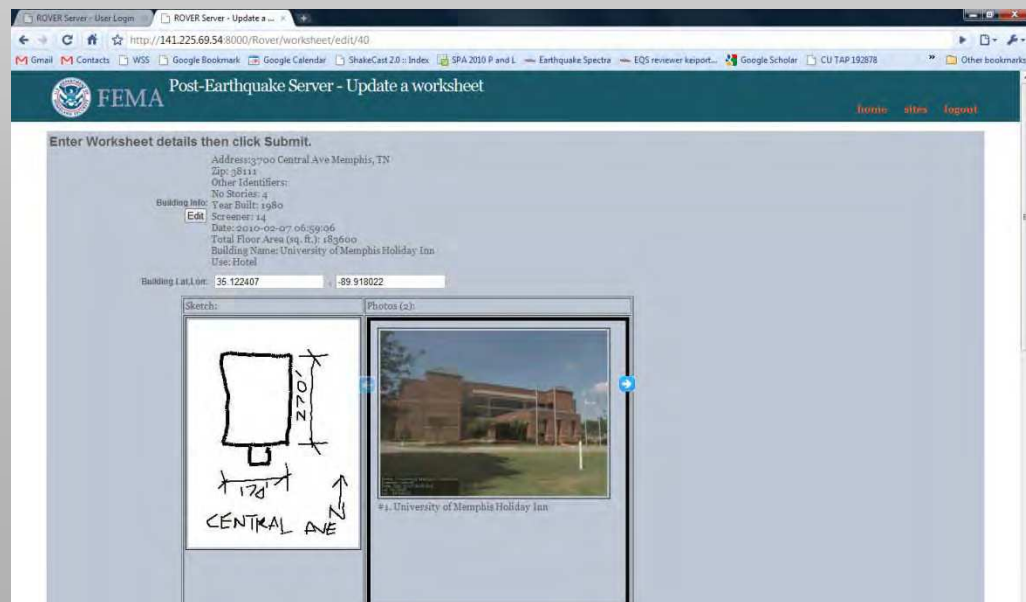 ROVER Server - User Login
ROVER Server - Update a ...
http://141.225.69.54:8000/Rover/worksheet/edit/40
Gmail
Contacts
WSS
Google Bookmark
Google Calendar
ShakeCast 2.0 :: Index
SPA 2010 P and L
Earthquake Spectra
EQS reviewer keiport...
Google Scholar
CU TAP 192878
»
Other bookmarks
FEMA
Post-Earthquake Server - Update a worksheet
home sites logout
Enter Worksheet details then click Submit.
Address:3700 Central Ave Memphis, TN
Zip: 38111
Other Identifiers:
No Stories: 4
Building Info:
Year Built: 1980
Edit
Screener: 14
Date: 2010-02-07 06:59:06
Total Floor Area (sq. ft.): 183600
Building Name: University of Memphis Holiday Inn
Use: Hotel
Building Lat,Lon: 35.122407 , -89.918022
Sketch:
Photos (2):
270'
170'
N
CENTRAL AVE
#1. University of Memphis Holiday Inn